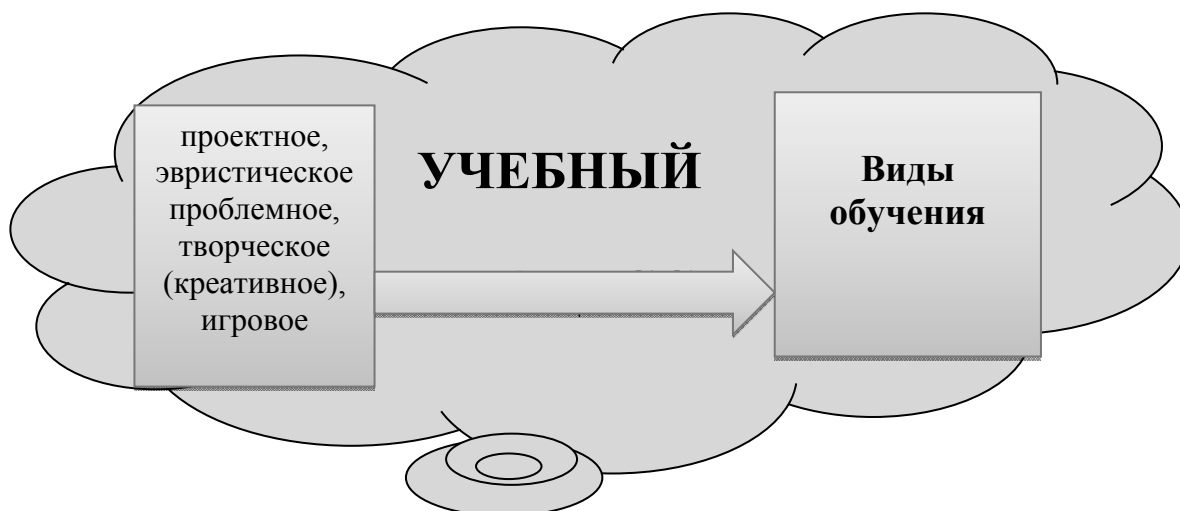 проектное,
эвристическое
проблемное,
творческое
(креативное),
игровое
УЧЕБНЫЙ
Виды
обучения